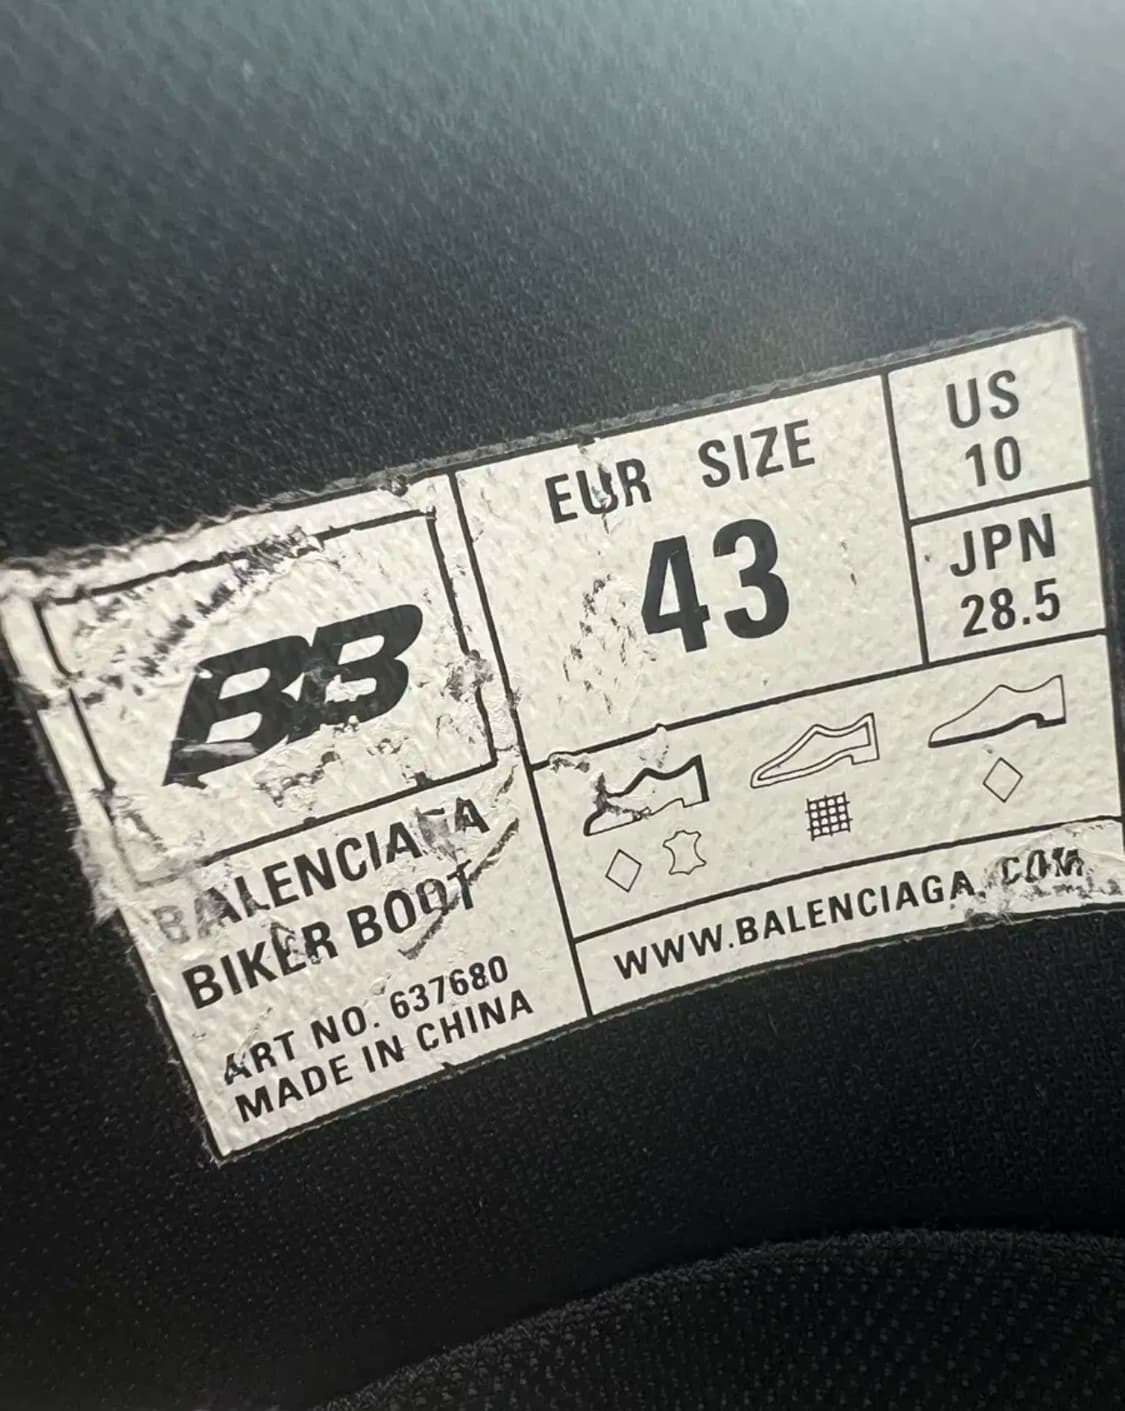 BB
BALENCIAGA
BIKER BOOT
ART NO. 637680
MADE IN CHINA
EUR SIZE
43
US
10
JPN
28.5
WWW.BALENCIAGA.COM